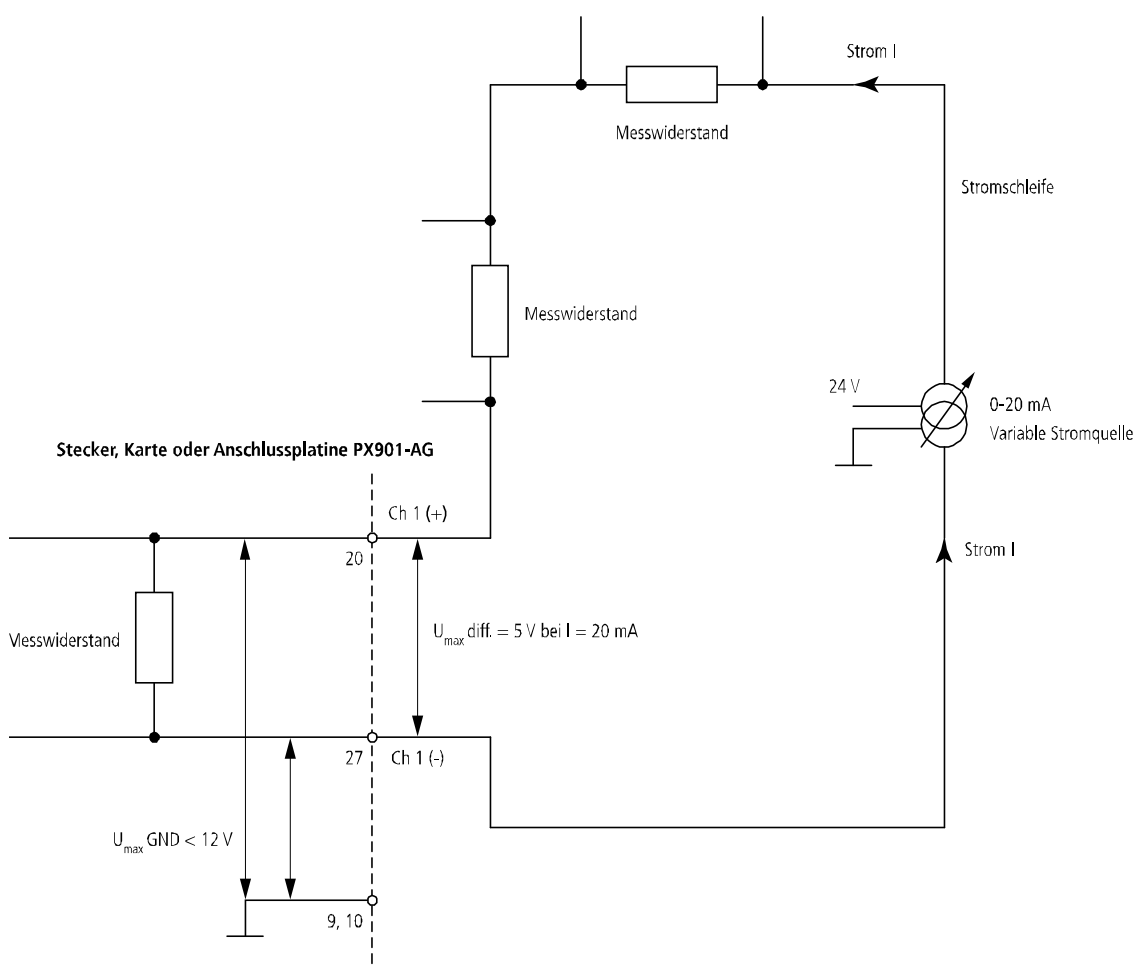 Strom I
Messwiderstand
Stromschleife
Messwiderstand
24 V
0-20 mA
Variable Stromquelle
Stecker, Karte oder Anschlussplatine PX901-AG
Ch 1 (+)
20
Strom I
Messwiderstand
Umax diff. = 5 V bei I = 20 mA
27
Ch 1 (-)
Umax GND < 12 V
9, 10